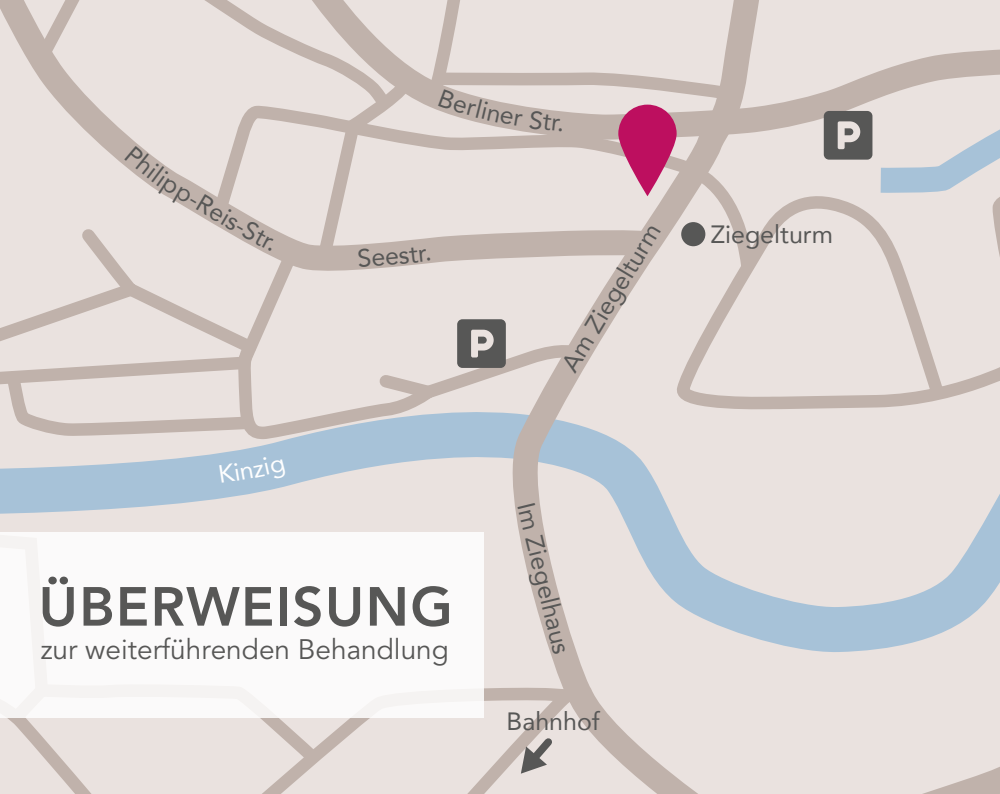 Berliner Str.
P
Philipp-Reis-Str.
Ziegelturm
Seestr.
Am Ziegelturm
P
Kinzig
Im Ziegelhaus
ÜBERWEISUNG
zur weiterführenden Behandlung
Bahnhof